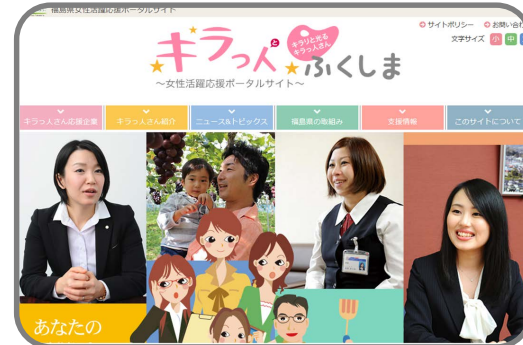 福島県女性活躍応援ポータルサイト
サイトポリシー
お問い合わ
文字サイズ 小 中
キラっ人と
キラリと光る
キラっ人さん
ふくしま
〜女性活躍応援ポータルサイト〜
キラっ人さん応援企業 キラっ人さん紹介 ニュース&トピックス 福島県の取組み 支援情報 このサイトについて
あなたの